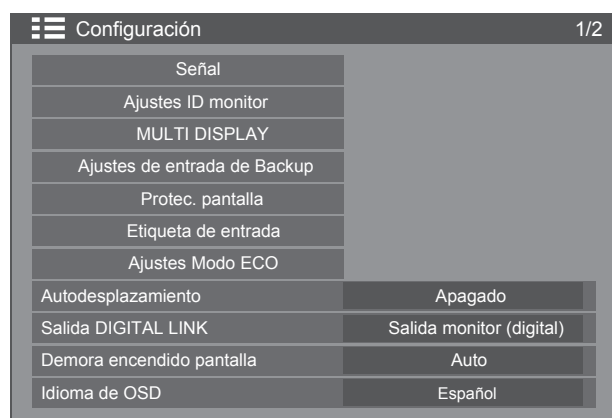 Configuración 1/2
Señal
Ajustes ID monitor
MULTI DISPLAY
Ajustes de entrada de Backup
Protec. pantalla
Etiqueta de entrada
Ajustes Modo ECO
Autodesplazamiento Apagado
Salida DIGITAL LINK Salida monitor (digital)
Demora encendido pantalla Auto
Idioma de OSD Español